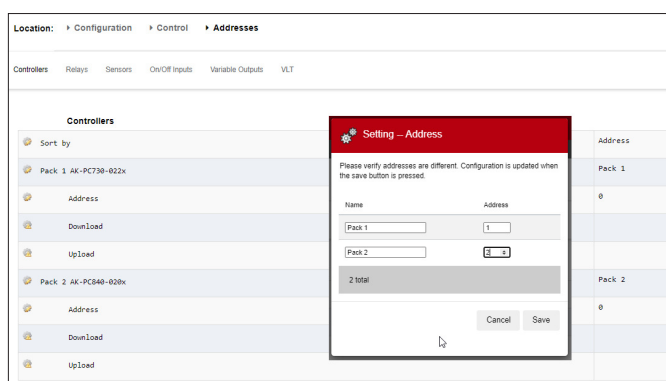 Location: Configuration Control Addresses
Controllers Relays Sensors On/Off Inputs Variable Outputs VLT
Controllers
Sort by Address
Pack 1 AK-PC730-022x Pack 1
Address 0
Download
Upload
Pack 2 AK-PC840-020x Pack 2
Address 0
Download
Upload
Setting – Address
Please verify addresses are different. Configuration is updated when
the save button is pressed.
Name Address
Pack 1 1
Pack 2 2
2 total
Cancel Save